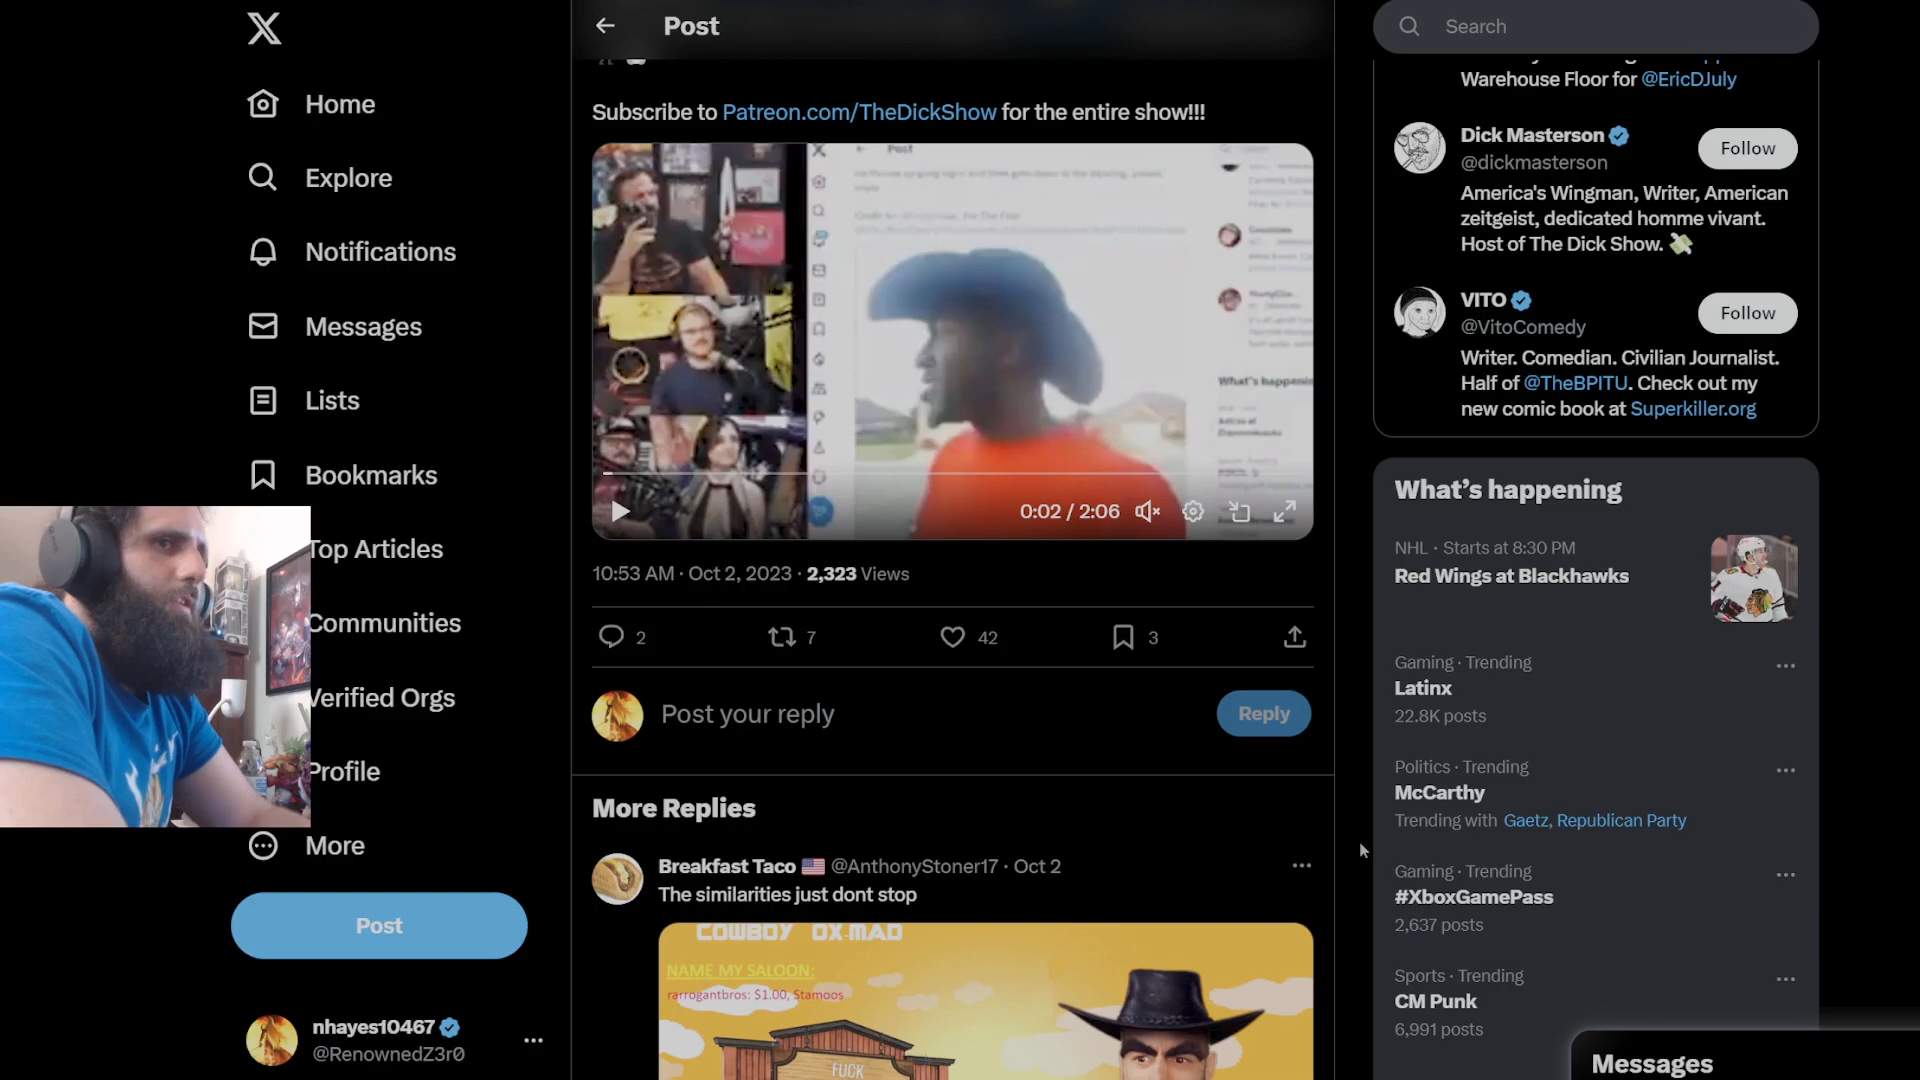 Home
Explore
Notifications
Messages
Lists
Bookmarks
Top Articles
Communities
Verified Orgs
Profile
More
Post
nhayes10467
@RenownedZ3r0
Post
Subscribe to Patreon.com/TheDickShow for the entire show!!!
Post
What's happening
0:02 / 2:06
10:53 AM · Oct 2, 2023 · 2,323 Views
2
7
42
3
Post your reply
Reply
More Replies
Breakfast Taco @AnthonyStoner17 · Oct 2
The similarities just dont stop
COWBOY OX-MAD
NAME MY SALOON:
rarrogantbros: $1.00, Stamoos
FUCK
Search
Warehouse Floor for @EricDJuly
Dick Masterson
@dickmasterson
Follow
America's Wingman, Writer, American
zeitgeist, dedicated homme vivant.
Host of The Dick Show.
VITO
@VitoComedy
Follow
Writer. Comedian. Civilian Journalist.
Half of @TheBPITU. Check out my
new comic book at Superkiller.org
What's happening
NHL · Starts at 8:30 PM
Red Wings at Blackhawks
Gaming · Trending
Latinx
22.8K posts
Politics · Trending
McCarthy
Trending with Gaetz, Republican Party
Gaming · Trending
#XboxGamePass
2,637 posts
Sports · Trending
CM Punk
6,991 posts
Messages